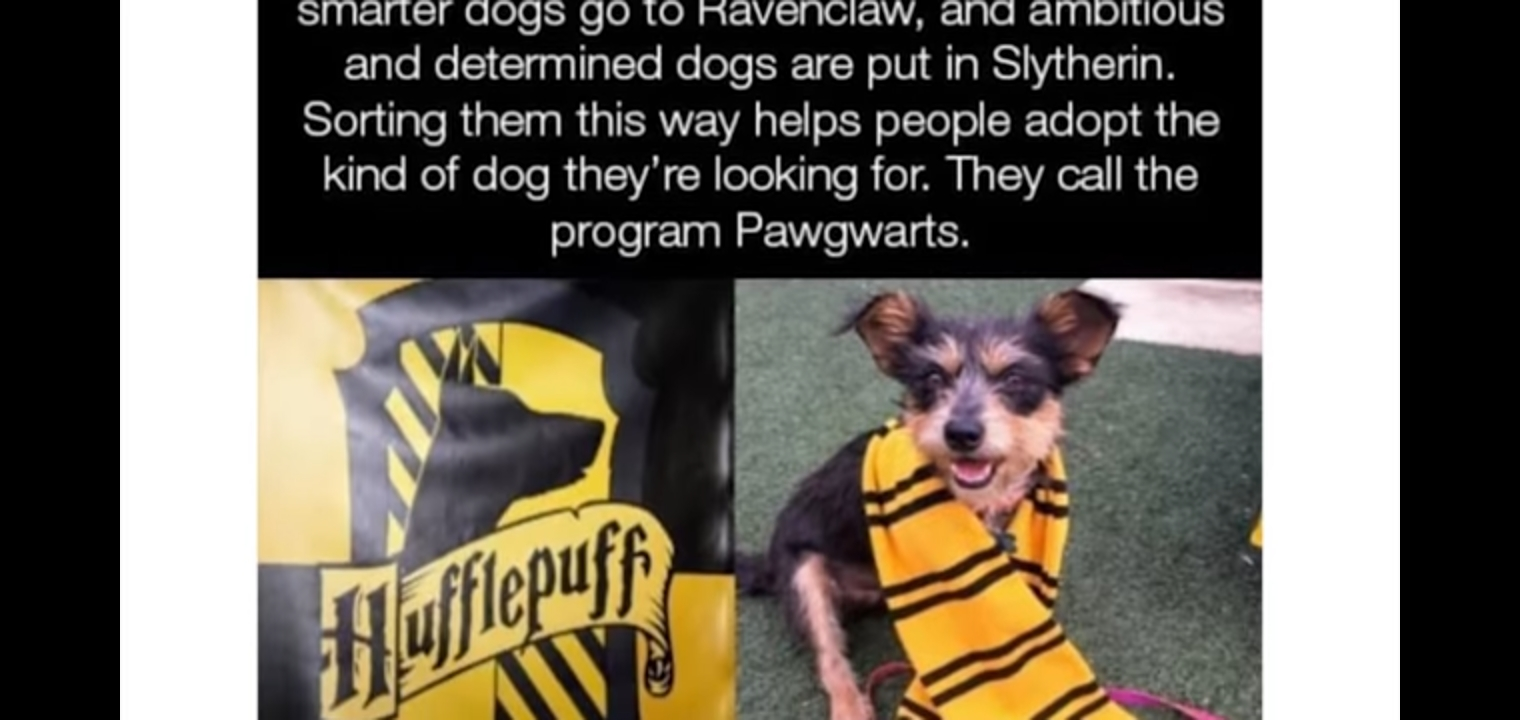 smarter dogs go to Ravenclaw, and ambitious
and determined dogs are put in Slytherin.
Sorting them this way helps people adopt the
kind of dog they're looking for. They call the
program Pawgwarts.
Hufflepuff